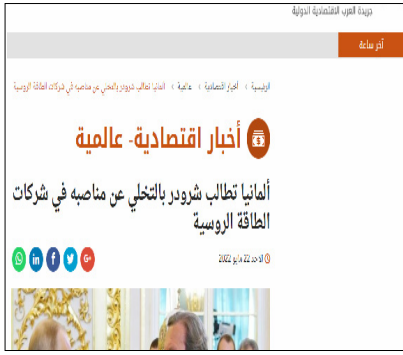 جريدة العرب الاقتصادية الدولية
آخر ساعة
الرئيسية › أخبار اقتصادية › عالمية › ألمانيا تطالب شرودر بالتخلي عن مناصبه في شركات الطاقة الروسية
أخبار اقتصادية- عالمية
ألمانيا تطالب شرودر بالتخلي عن مناصبه في شركات
الطاقة الروسية
الاحد 22 مايو 2022